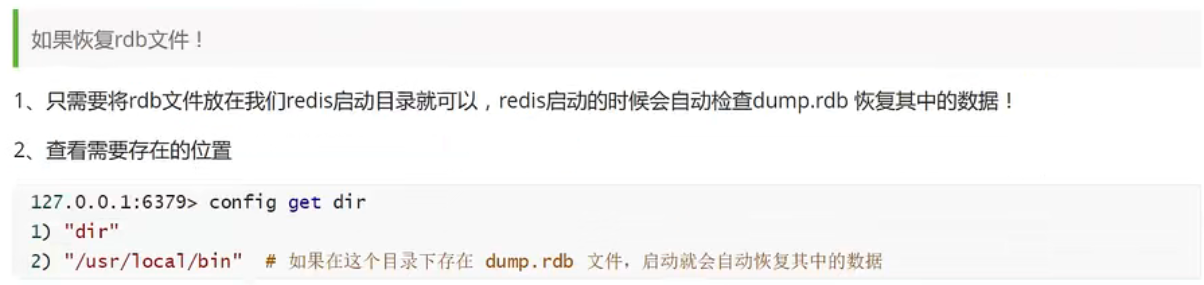 如果恢复rdb文件！
1、只需要将rdb文件放在我们redis启动目录就可以，redis启动的时候会自动检查dump.rdb 恢复其中的数据！
2、查看需要存在的位置
127.0.0.1:6379> config get dir
1) "dir"
2) "/usr/local/bin"  # 如果在这个目录下存在 dump.rdb 文件，启动就会自动恢复其中的数据